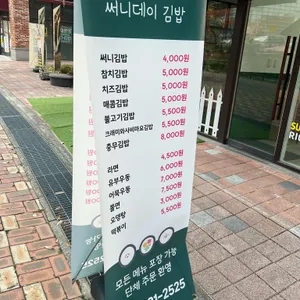 써니데이 김밥
써니김밥 4,000원
참치김밥 5,000원
치즈김밥 5,000원
매콤김밥 5,000원
불고기김밥 5,500원
크래미와사비마요김밥 5,500원
충무김밥 8,000원
라면 4,500원
유부우동 6,000원
어묵우동 7,000원
쫄면 7,500원
오뎅탕 3,000원
떡볶이 5,500원
모든 메뉴 포장 가능
단체 주문 환영
21-2525